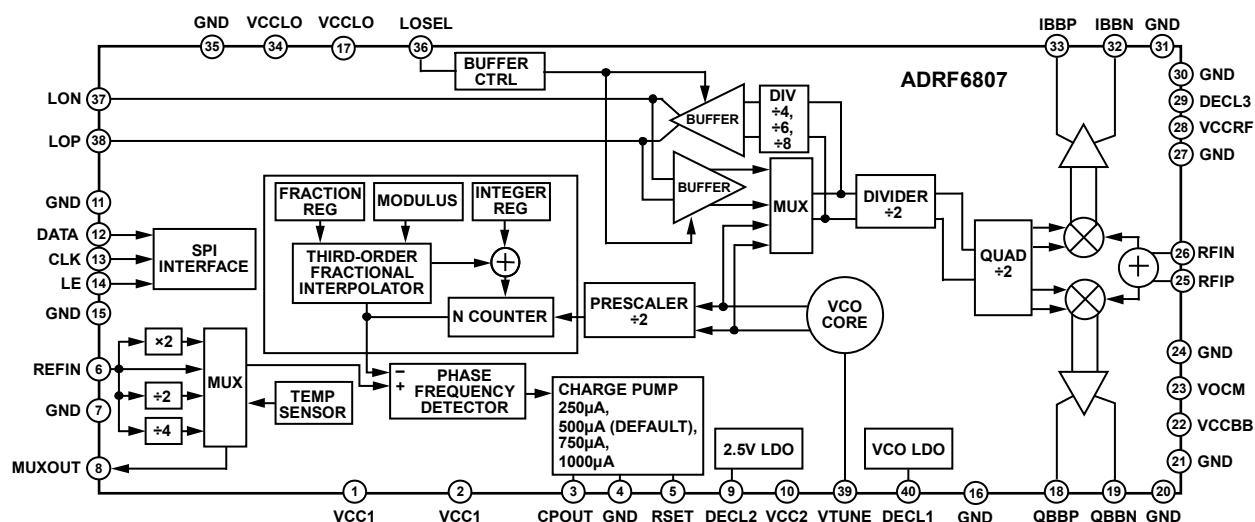 GND
VCCLO
VCCLO
LOSEL
IBBP
IBBN
GND
35
34
17
36
33
32
31
ADRF6807
BUFFER
CTRL
30
GND
29
DECL3
28
VCCRF
27
GND
LON
37
LOP
38
BUFFER
DIV
÷4,
÷6,
÷8
BUFFER
MUX
DIVIDER
÷2
FRACTION
REG
MODULUS
INTEGER
REG
THIRD-ORDER
FRACTIONAL
INTERPOLATOR
+
N COUNTER
PRESCALER
÷2
VCO
CORE
QUAD
÷2
+
26
RFIN
25
RFIP
GND
11
DATA
12
CLK
13
LE
14
GND
15
SPI
INTERFACE
REFIN
6
GND
7
MUXOUT
8
×2
÷2
÷4
MUX
TEMP
SENSOR
–
+
PHASE
FREQUENCY
DETECTOR
CHARGE PUMP
250µA,
500µA (DEFAULT),
750µA,
1000µA
2.5V LDO
VCO LDO
24
GND
23
VOCM
22
VCCBB
21
GND
1
2
3
4
5
9
10
39
40
16
18
19
20
VCC1
VCC1
CPOUT
GND
RSET
DECL2
VCC2
VTUNE
DECL1
GND
QBBP
QBBN
GND